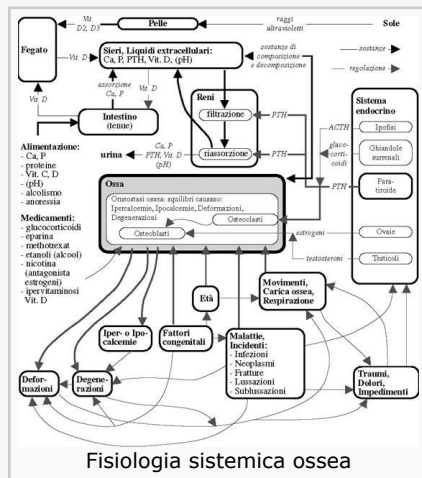 Vit.
D2, D3
Pelle
raggi
ultravioletti
Sole
Fegato
Vit. D
Sieri, Liquidi extracellulari:
Ca, P, PTH, Vit. D, (pH)
sostanze di
composizione
e decomposizione
sostanze
regolazione
Vit. D
assorzione
Ca, P
Vit. D
Reni
filtrazione
riassorzione
PTH
PTH
Intestino
(tenue)
urina
Ca, P
PTH, Vit. D
(pH)
Sistema
endocrino
ACTH
Ipofisi
gluco-
corti-
coidi
Ghiandole
surrenali
PTH
Para-
tiroide
Ovaie
Testicoli
estrogeni
testosteroni
Alimentazione:
- Ca, P
- proteine
- Vit. C, D
- (pH)
- alcolismo
- anoressia
Medicamenti:
- glucocorticoidi
- eparina
- methotrexat
- etanoli (alcol)
- nicotina
(antagonista
estrogeni)
- ipervitaminosi
Vit. D
Ossa
Omeostasi ossea: squilibri causano:
Ipercalcemie, Ipocalcemie, Deformazioni,
Degenerazioni
Osteoclasti
Osteoblasti
Età
Movimenti,
Carica ossea,
Respirazione
Iper- o Ipo-
calcemie
Fattori
congenitali
Malattie,
Incidenti:
- Infezioni
- Neoplasmi
- Fratture
- Lussazioni
- Sublussazioni
Defor-
mazioni
Degene-
razioni
Traumi,
Dolori,
Impedimenti
Fisiologia sistemica ossea